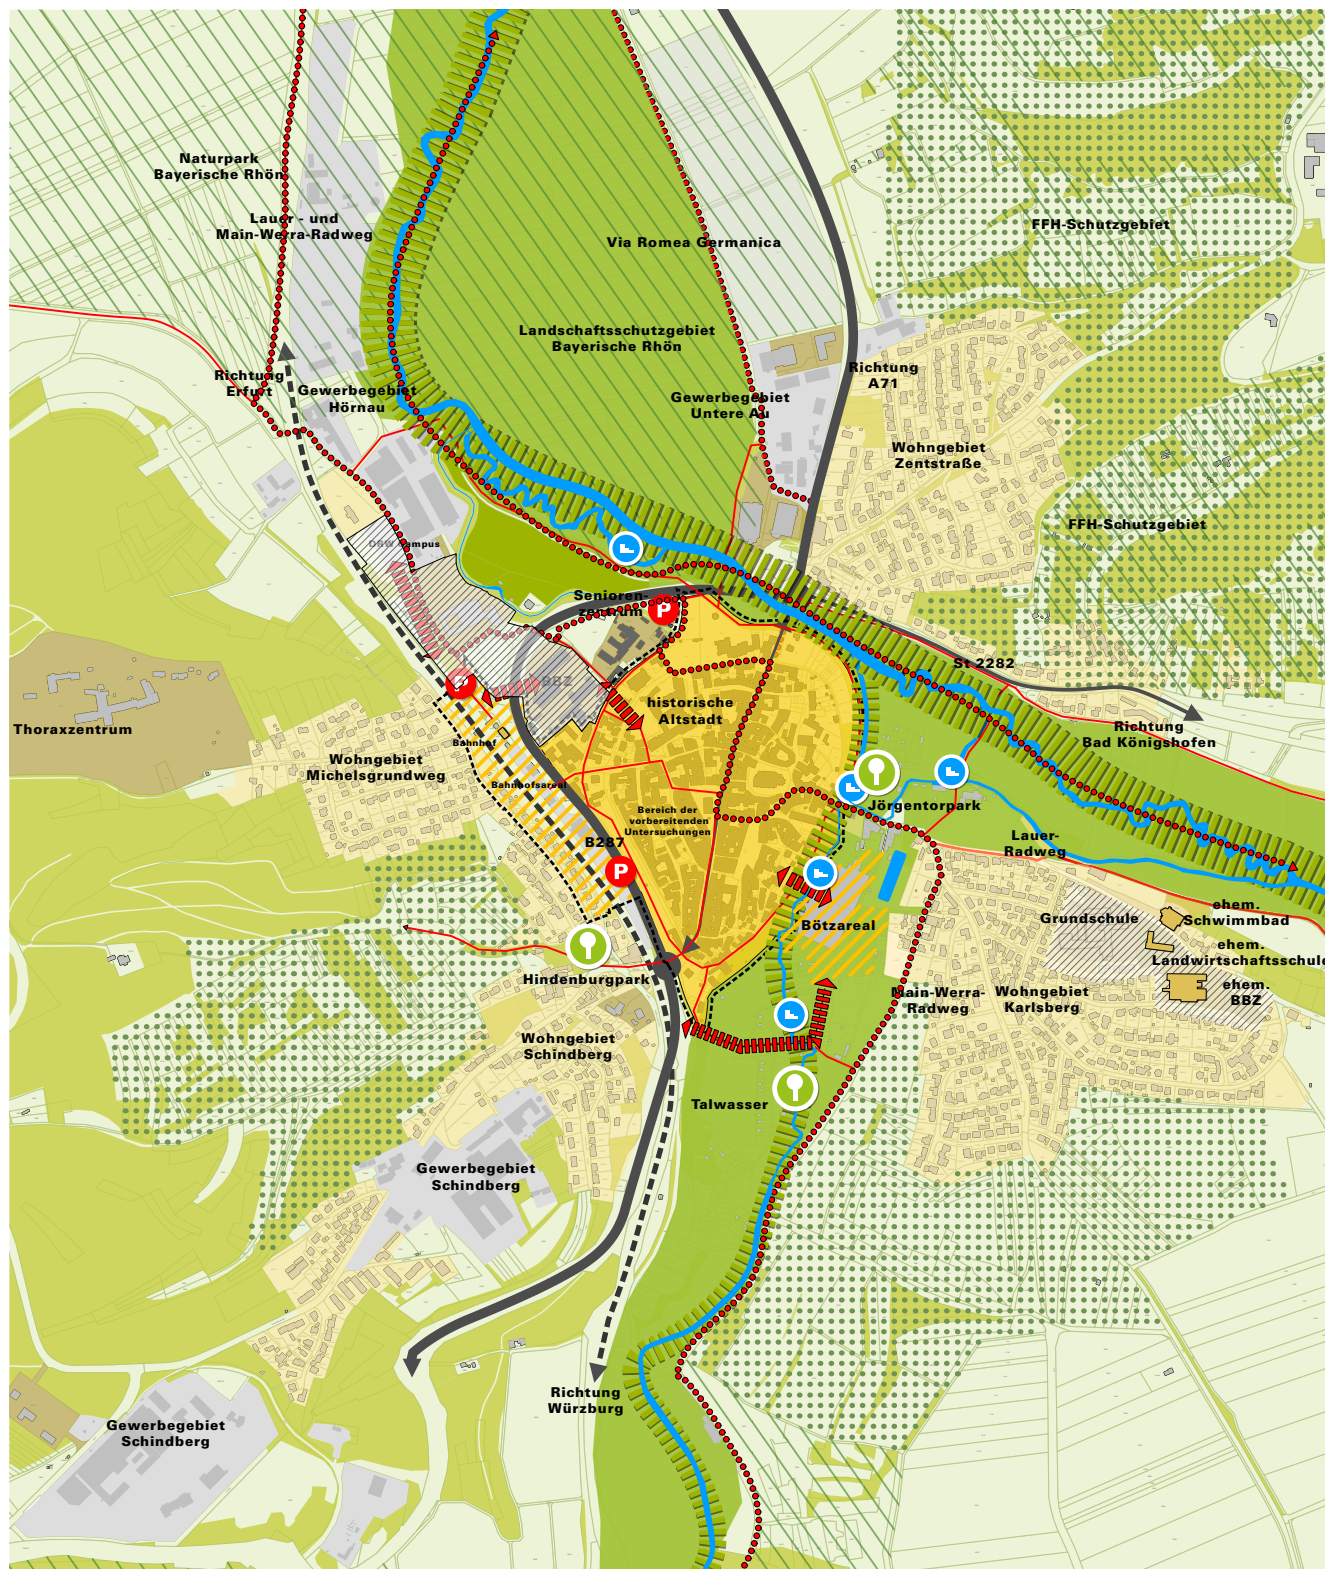 Naturpark
Bayerische Rhön
Lauer - und
Main-Werra-Radweg
Via Romea Germanica
FFH-Schutzgebiet
Landschaftsschutzgebiet
Bayerische Rhön
Richtung
Erfurt
Gewerbegebiet
Hörnau
Richtung
A71
Gewerbegebiet
Untere Au
Wohngebiet
Zentstraße
FFH-Schutzgebiet
Campus
Senioren-
zentrum
P
St 2282
P
BBZ
historische
Altstadt
Richtung
Bad Königshofen
Thoraxzentrum
Bahnhof
Wohngebiet
Michelsgrundweg
Bahnhofsareal
Jörgentorpark
Bereich der
vorbereitenden
Untersuchungen
B287
P
Lauer-
Radweg
Grundschule
ehem.
Schwimmbad
Bötzareal
ehem.
Landwirtschaftsschule
Hindenburgpark
Main-Werra-
Radweg
Wohngebiet
Karlsberg
ehem.
BBZ
Wohngebiet
Schindberg
Talwasser
Gewerbegebiet
Schindberg
Richtung
Würzburg
Gewerbegebiet
Schindberg